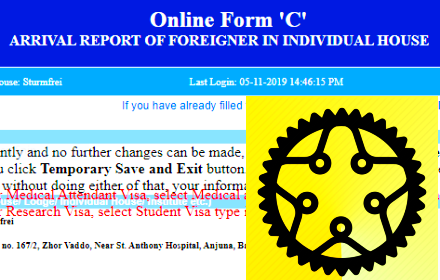 Online Form 'C'
ARRIVAL REPORT OF FOREIGNER IN INDIVIDUAL HOUSE
ouse: Sturmfrei Last Login: 05-11-2019 14:46:15 PM
If you have already filled
ently and no further changes can be made,
u click Temporary Save and Exit button
without doing either of that, your informa
Medical Attendant Visa, select Medical
Research Visa, select Student Visa type
frei
no. 167/2, Zhor Vaddo, Near St. Anthony Hospital, Anjuna, Ba